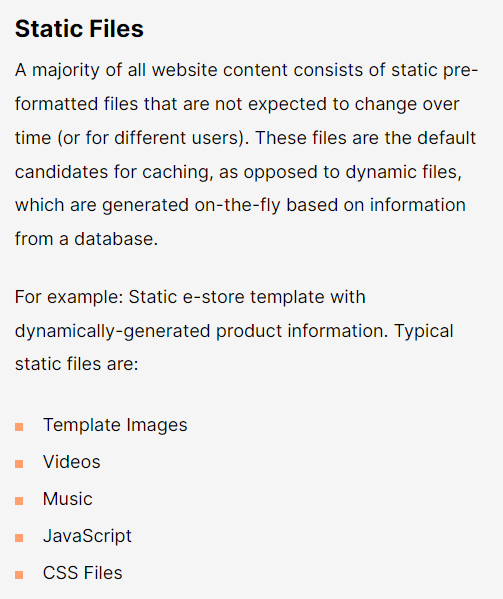 Static Files
A majority of all website content consists of static pre-
formatted files that are not expected to change over
time (or for different users). These files are the default
candidates for caching, as opposed to dynamic files,
which are generated on-the-fly based on information
from a database.
For example: Static e-store template with
dynamically-generated product information. Typical
static files are:
Template Images
Videos
Music
JavaScript
CSS Files